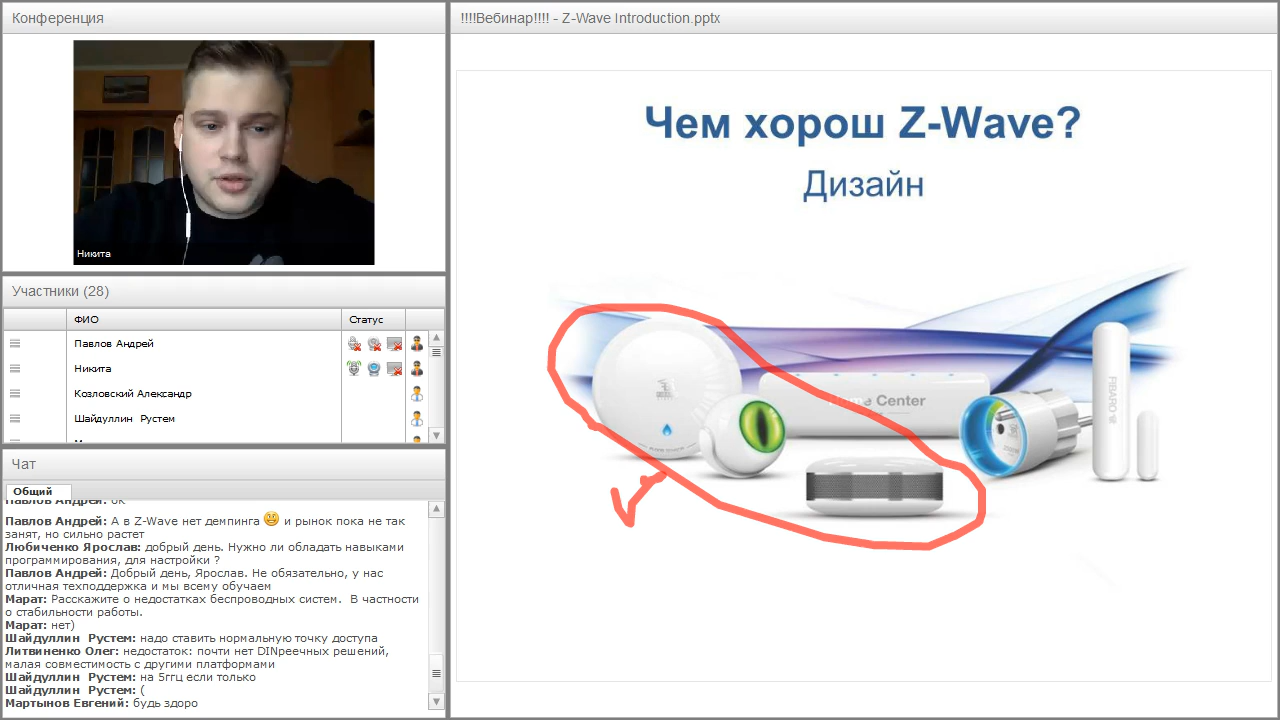 Конференция
Никита
Участники (28)
ФИО
Статус
Павлов Андрей
Никита
Козловский Александр
Шайдуллин Рустем
Чат
Общий
Павлов Андрей: ок
Павлов Андрей: А в Z-Wave нет демпинга и рынок пока не так
занят, но сильно растет
Любиченко Ярослав: добрый день. Нужно ли обладать навыками
программирования, для настройки ?
Павлов Андрей: Добрый день, Ярослав. Не обязательно, у нас
отличная техподдержка и мы всему обучаем
Марат: Расскажите о недостатках беспроводных систем. В частности
о стабильности работы.
Марат: нет)
Шайдуллин Рустем: надо ставить нормальную точку доступа
Литвиненко Олег: недостаток: почти нет DINреечных решений,
малая совместимость с другими платформами
Шайдуллин Рустем: на 5ггц если только
Шайдуллин Рустем: (
Мартынов Евгений: будь здоро
!!!!Вебинар!!!! - Z-Wave Introduction.pptx
Чем хорош Z-Wave?
Дизайн
Home Center
FIBARO